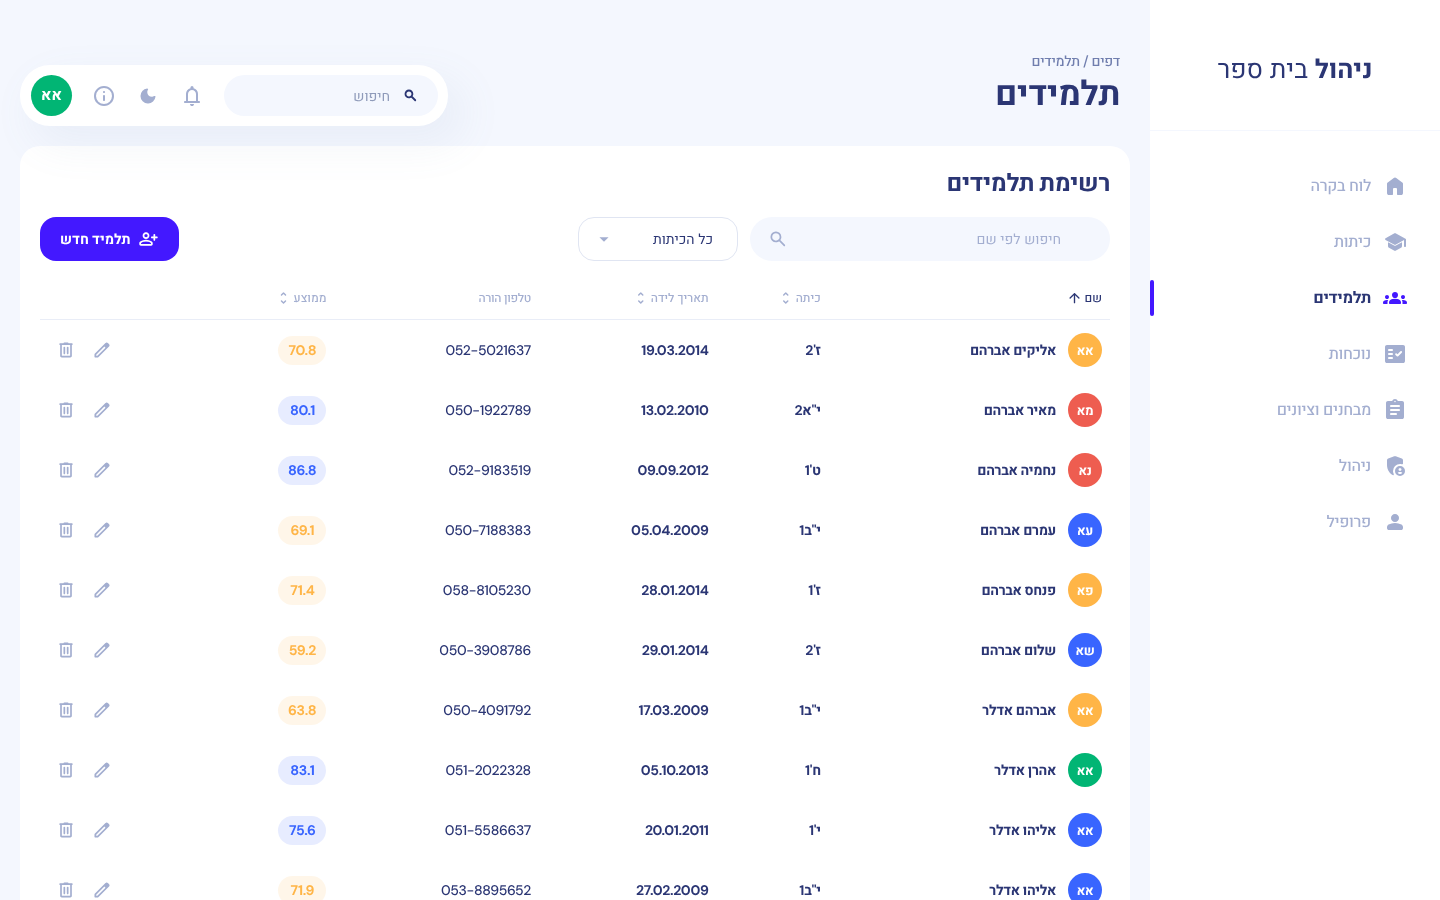 ניהול בית ספר
לוח בקרה
כיתות
תלמידים
נוכחות
מבחנים וציונים
ניהול
פרופיל
דפים / תלמידים
תלמידים
חיפוש
אא
רשימת תלמידים
חיפוש לפי שם
כל הכיתות
תלמיד חדש
שם כיתה תאריך לידה טלפון הורה ממוצע
אא אליקים אברהם ז'2 19.03.2014 052-5021637 70.8
מא מאיר אברהם י"א2 13.02.2010 050-1922789 80.1
נא נחמיה אברהם ט'1 09.09.2012 052-9183519 86.8
עא עמרם אברהם י"ב1 05.04.2009 050-7188383 69.1
פא פנחס אברהם ז'1 28.01.2014 058-8105230 71.4
שא שלום אברהם ז'2 29.01.2014 050-3908786 59.2
אא אברהם אדלר י"ב1 17.03.2009 050-4091792 63.8
אא אהרן אדלר ח'1 05.10.2013 051-2022328 83.1
אא אליהו אדלר י'1 20.01.2011 051-5586637 75.6
אא אליהו אדלר י"ב1 27.02.2009 053-8895652 71.9